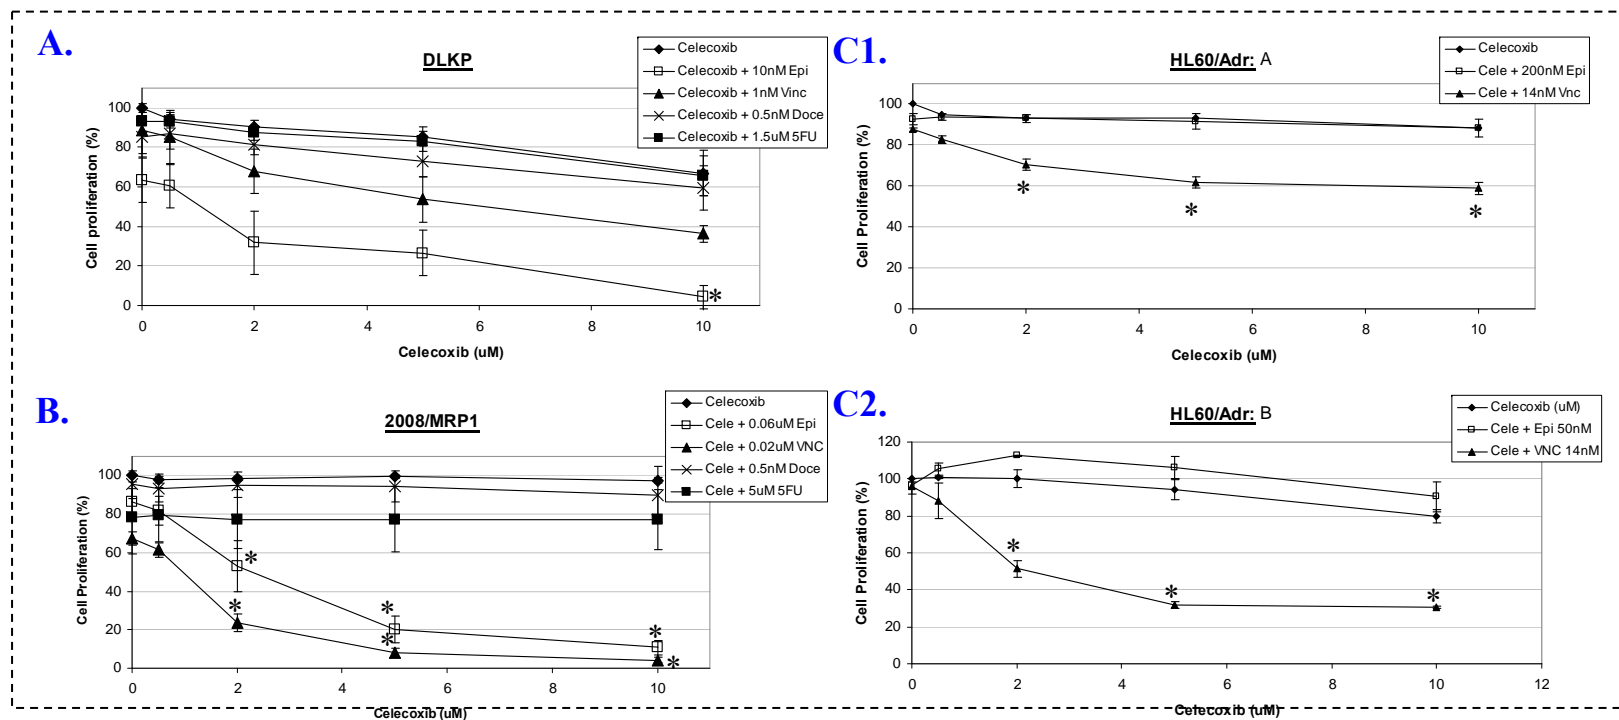 A.
DLKP
Celecoxib
Celecoxib + 10nM Epi
Celecoxib + 1nM Vinc
Celecoxib + 0.5nM Doce
Celecoxib + 1.5uM 5FU
Cell proliferation (%)
100
80
60
40
20
0
*
0 2 4 6 8 10
Celecoxib (uM)
C1.
HL60/Adr: A
Celecoxib
Cele + 200nM Epi
Cele + 14nM Vnc
Cell Proliferation (%)
100
80
60
40
20
0
* * *
0 2 4 6 8 10
Celecoxib (uM)
B.
2008/MRP1
Celecoxib
Cele + 0.06uM Epi
Cele + 0.02uM VNC
Cele + 0.5nM Doce
Cele + 5uM 5FU
Cell Proliferation (%)
100
80
60
40
20
0
* * *
* * *
0 2 4 6 8 10
Celecoxib (uM)
C2.
HL60/Adr: B
Celecoxib (uM)
Cele + Epi 50nM
Cele + VNC 14nM
Cell Proliferation (%)
120
100
80
60
40
20
0
* * *
0 2 4 6 8 10 12
Celecoxib (uM)